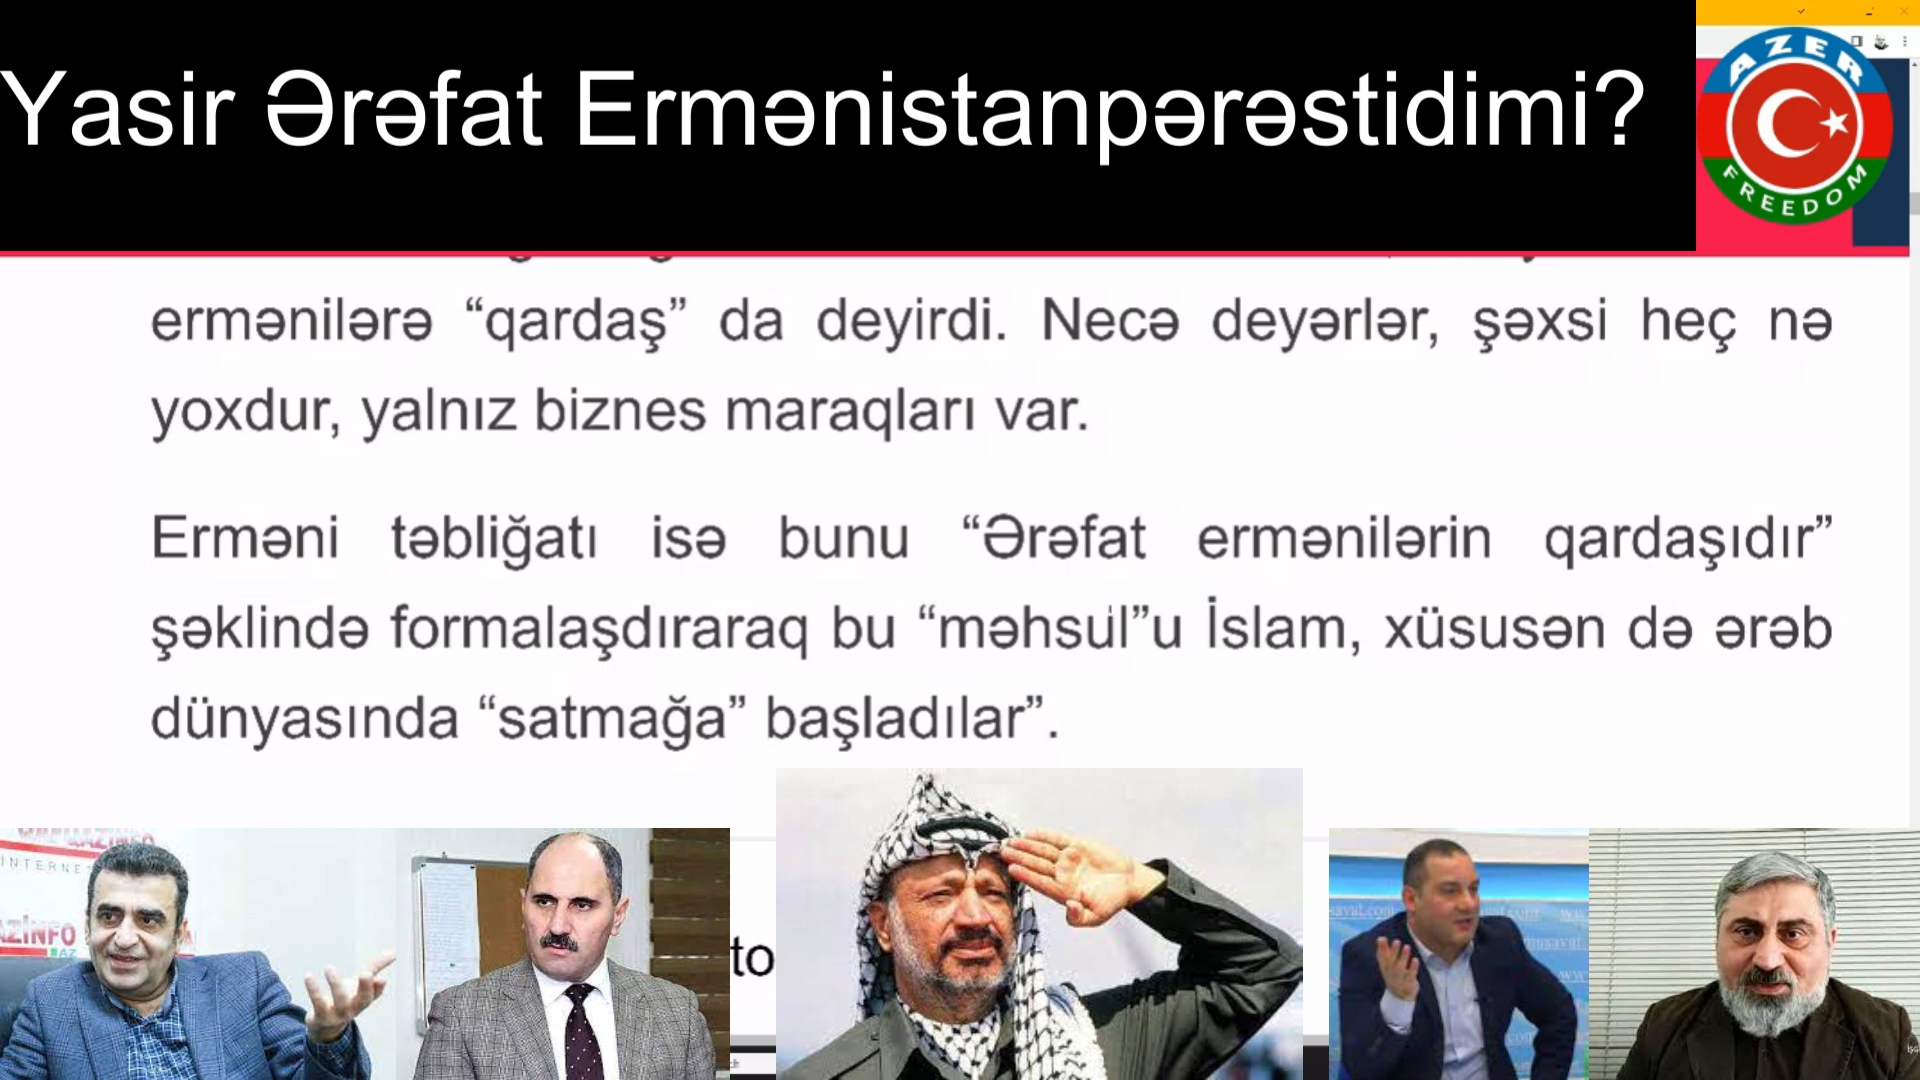 Yasir Ərəfat Ermənistanpərəstidimi?
AZER
FREEDOM
ermənilərə “qardaş” da deyirdi. Necə deyərlər, şəxsi heç nə
yoxdur, yalnız biznes maraqları var.
Erməni təbliğatı isə bunu “Ərəfat ermənilərin qardaşıdır”
şəklində formalaşdıraraq bu “məhsul”u İslam, xüsusən də ərəb
dünyasında “satmağa” başladılar”.
to